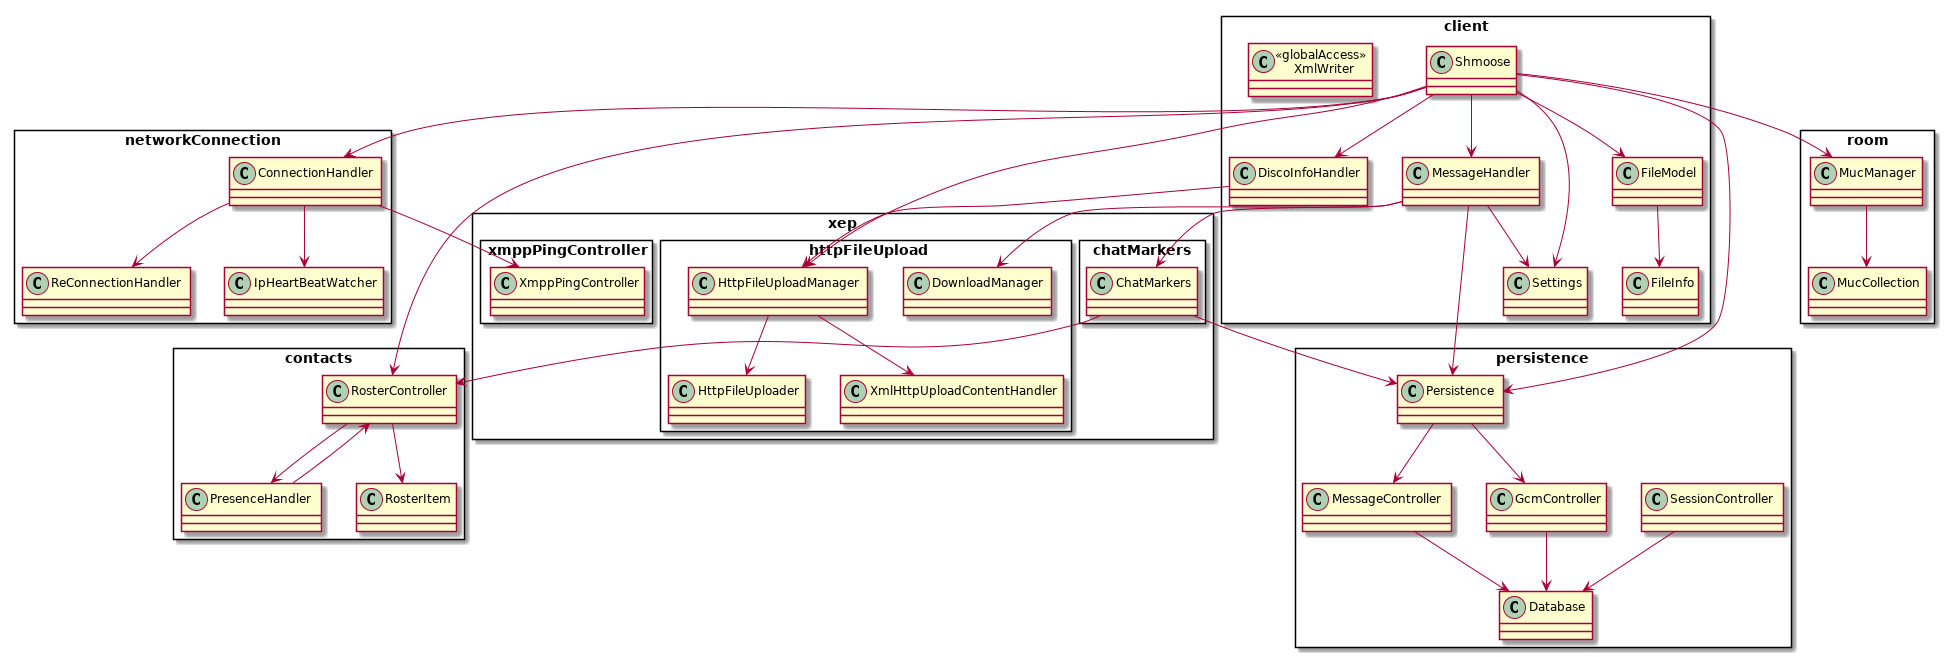 client
C «globalAccess»
XmlWriter
C Shmoose
networkConnection
room
C ConnectionHandler
C DiscoInfoHandler
C MessageHandler
C FileModel
C MucManager
xep
xmppPingController
httpFileUpload
chatMarkers
C ReConnectionHandler
C IpHeartBeatWatcher
C XmppPingController
C HttpFileUploadManager
C DownloadManager
C ChatMarkers
C Settings
C FileInfo
C MucCollection
contacts
persistence
C RosterController
C HttpFileUploader
C XmlHttpUploadContentHandler
C Persistence
C PresenceHandler
C RosterItem
C MessageController
C GcmController
C SessionController
C Database